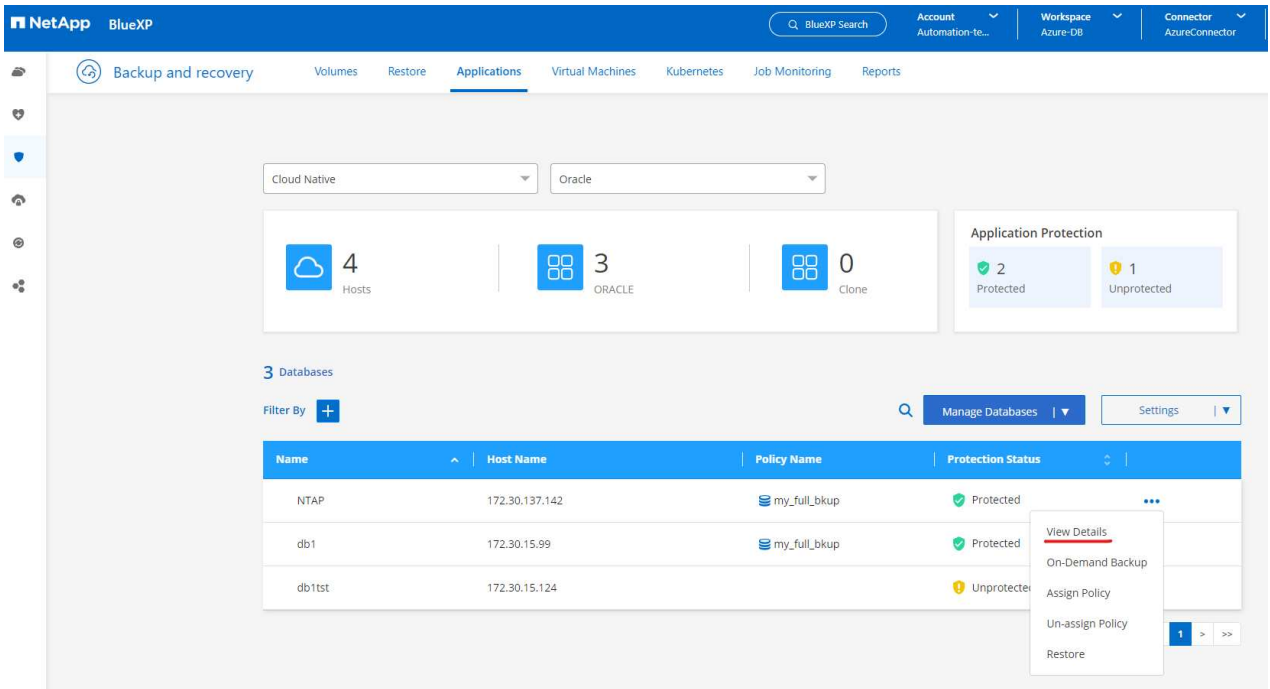 NetApp BlueXP
BlueXP Search
Account
Automation-te...
Workspace
Azure-DB
Connector
AzureConnector
Backup and recovery
Volumes Restore Applications Virtual Machines Kubernetes Job Monitoring Reports
Cloud Native
Oracle
4
Hosts
3
ORACLE
0
Clone
Application Protection
2
Protected
1
Unprotected
3 Databases
Filter By +
Manage Databases
Settings
Name Host Name Policy Name Protection Status
NTAP 172.30.137.142 my_full_bkup Protected
db1 172.30.15.99 my_full_bkup Protected
db1tst 172.30.15.124
View Details
On-Demand Backup
Assign Policy
Un-assign Policy
Restore
1 > >>